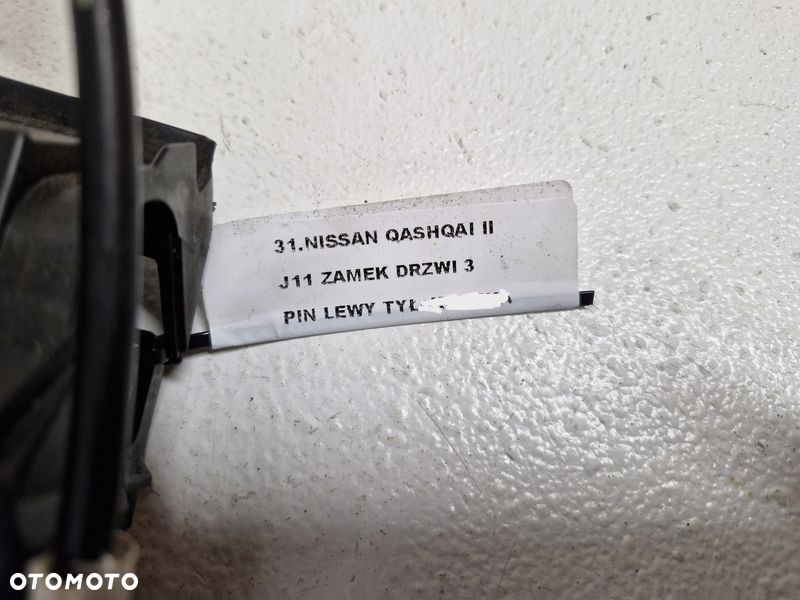 31.NISSAN QASHQAI II
J11 ZAMEK DRZWI 3
PIN LEWY TYŁ
OTOMOTO